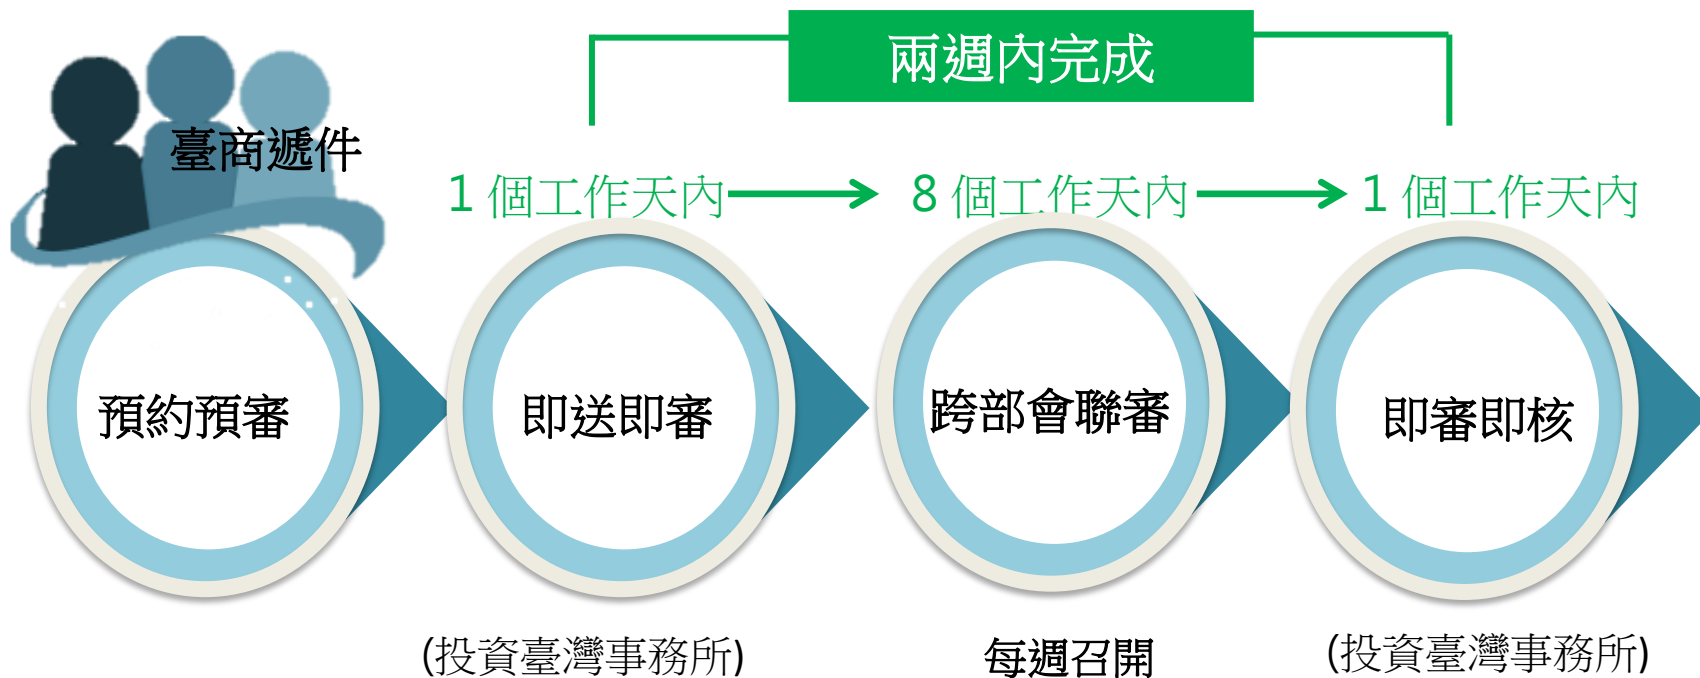 兩週內完成
臺商遞件
1 個工作天內
8 個工作天內
1 個工作天內
預約預審
即送即審
跨部會聯審
即審即核
(投資臺灣事務所)
每週召開
(投資臺灣事務所)